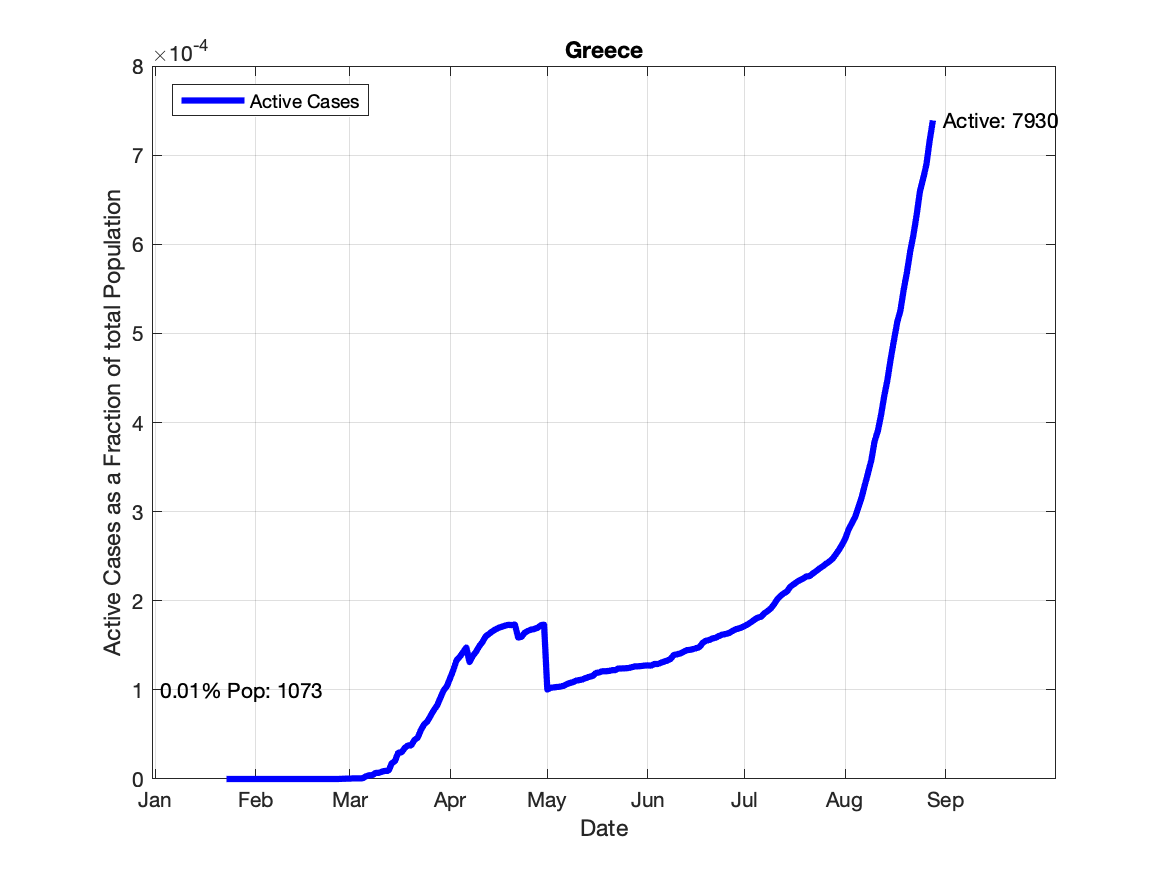 Greece
×10-4
8
7
6
5
4
3
2
1
0
Active Cases as a Fraction of total Population
Active Cases
Active: 7930
0.01% Pop: 1073
Jan Feb Mar Apr May Jun Jul Aug Sep
Date